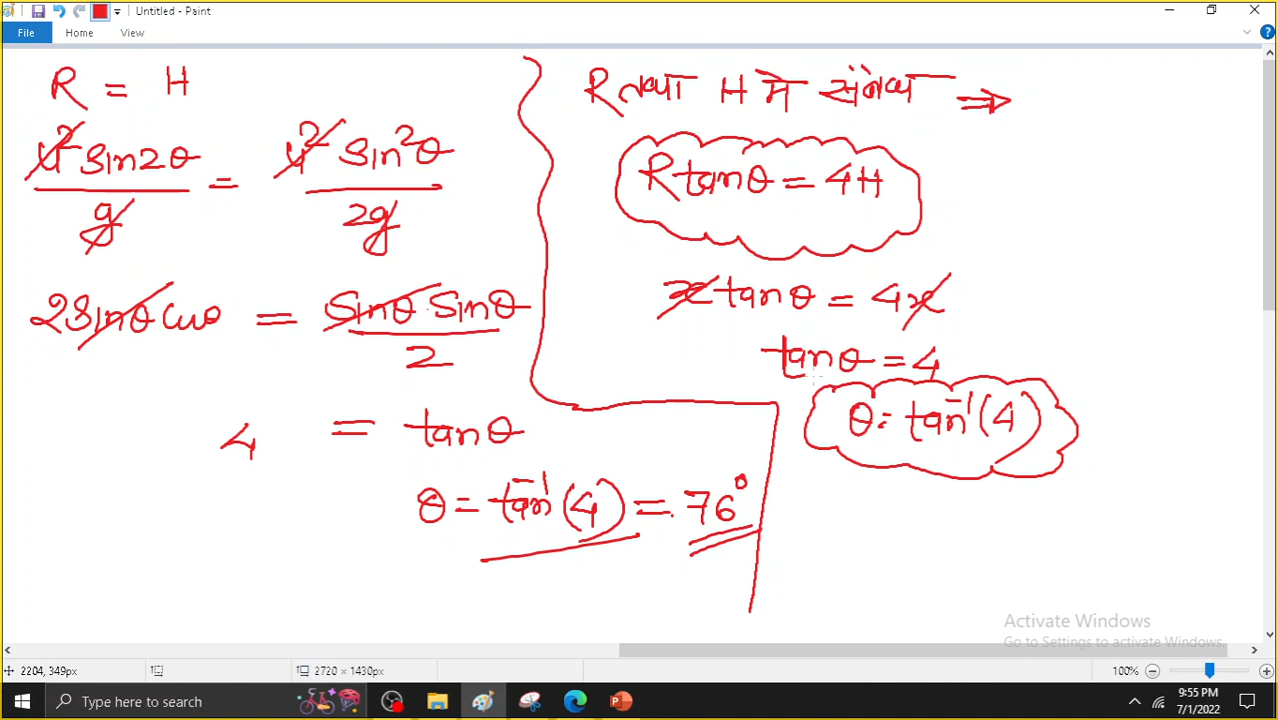 Untitled - Paint
File Home View
R = H
u² sin2θ / g = u² sin²θ / 2g
2 sinθ cosθ = sinθ sinθ / 2
4 = tanθ
θ = tan⁻¹(4) = 76°
R तथा H मे संबंध ⇒
R tanθ = 4H
x tanθ = 4x
tanθ = 4
θ = tan⁻¹(4)
Activate Windows
Go to Settings to activate Windows.
2204, 349px
2720 × 1430px
100%
Type here to search
9:55 PM
7/1/2022